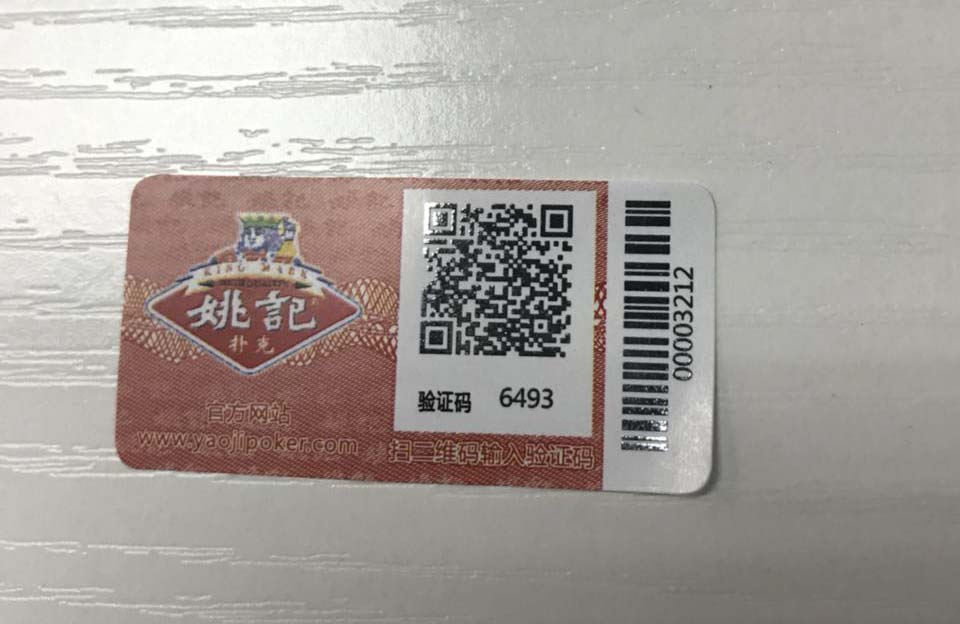 KING MARK
姚記
扑克
官方网站
www.yaojipoker.com
验证码 6493
扫二维码输入验证码
00003212